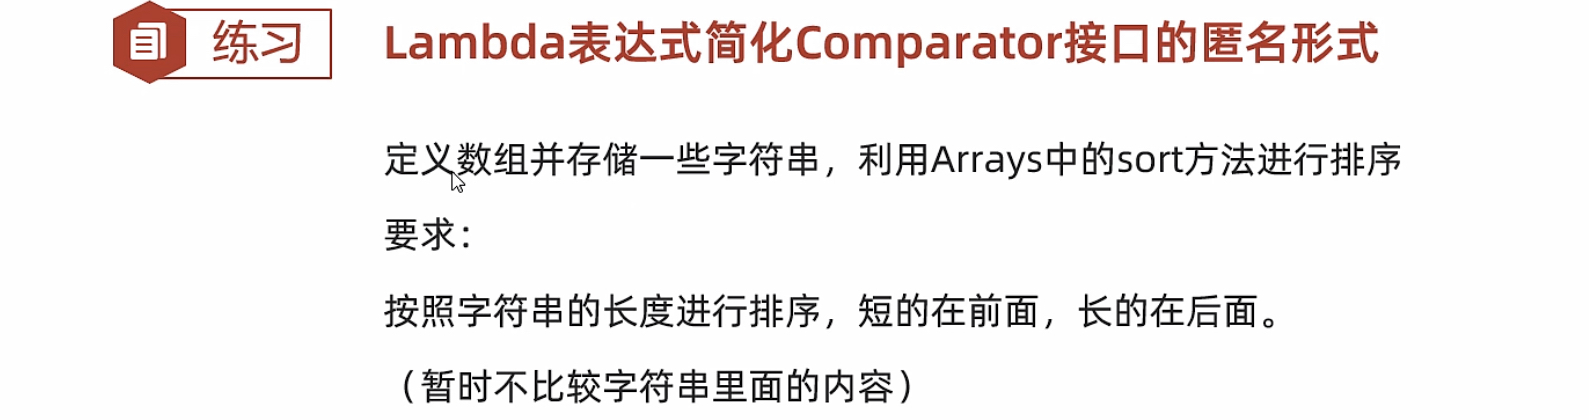 练习
Lambda表达式简化Comparator接口的匿名形式
定义数组并存储一些字符串，利用Arrays中的sort方法进行排序
要求：
按照字符串的长度进行排序，短的在前面，长的在后面。
（暂时不比较字符串里面的内容）